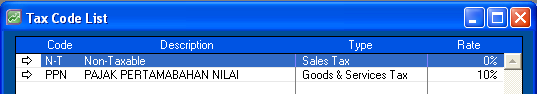 Tax Code List
Code Description Type Rate
N-T Non-Taxable Sales Tax 0%
PPN PAJAK PERTAMABAHAN NILAI Goods & Services Tax 10%